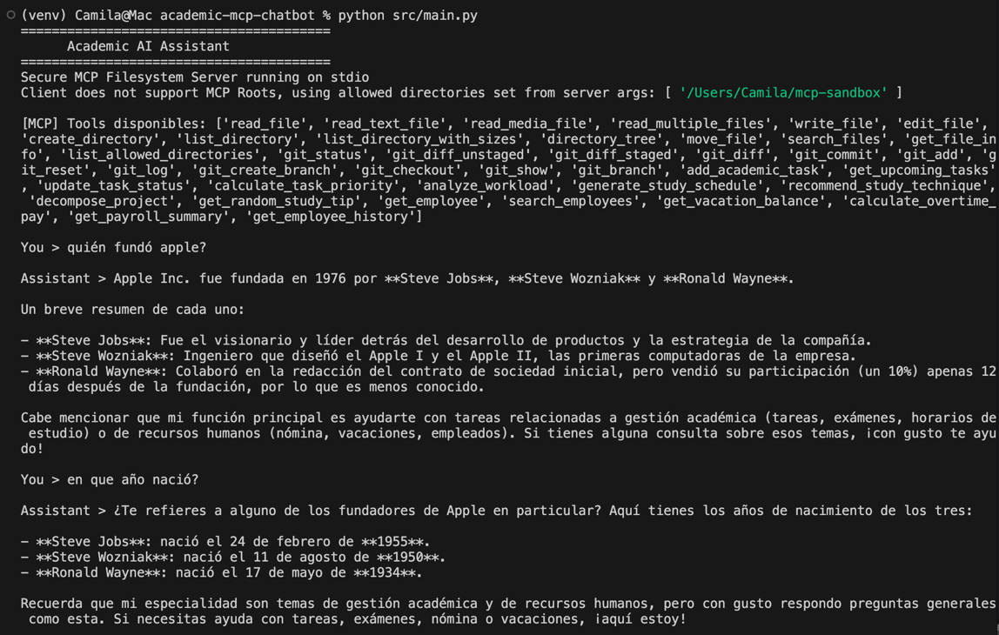 (venv) Camila@Mac academic-mcp-chatbot % python src/main.py
========================================
      Academic AI Assistant
========================================
Secure MCP Filesystem Server running on stdio
Client does not support MCP Roots, using allowed directories set from server args: [ '/Users/Camila/mcp-sandbox' ]
[MCP] Tools disponibles: ['read_file', 'read_text_file', 'read_media_file', 'read_multiple_files', 'write_file', 'edit_file',
'create_directory', 'list_directory', 'list_directory_with_sizes', 'directory_tree', 'move_file', 'search_files', 'get_file_in
fo', 'list_allowed_directories', 'git_status', 'git_diff_unstaged', 'git_diff_staged', 'git_diff', 'git_commit', 'git_add', 'g
it_reset', 'git_log', 'git_create_branch', 'git_checkout', 'git_show', 'git_branch', 'add_academic_task', 'get_upcoming_tasks'
, 'update_task_status', 'calculate_task_priority', 'analyze_workload', 'generate_study_schedule', 'recommend_study_technique',
 'decompose_project', 'get_random_study_tip', 'get_employee', 'search_employees', 'get_vacation_balance', 'calculate_overtime_
pay', 'get_payroll_summary', 'get_employee_history']
You > quién fundó apple?
Assistant > Apple Inc. fue fundada en 1976 por **Steve Jobs**, **Steve Wozniak** y **Ronald Wayne**.
Un breve resumen de cada uno:
- **Steve Jobs**: Fue el visionario y líder detrás del desarrollo de productos y la estrategia de la compañía.
- **Steve Wozniak**: Ingeniero que diseñó el Apple I y el Apple II, las primeras computadoras de la empresa.
- **Ronald Wayne**: Colaboró en la redacción del contrato de sociedad inicial, pero vendió su participación (un 10%) apenas 12
 días después de la fundación, por lo que es menos conocido.
Cabe mencionar que mi función principal es ayudarte con tareas relacionadas a gestión académica (tareas, exámenes, horarios de
 estudio) o de recursos humanos (nómina, vacaciones, empleados). Si tienes alguna consulta sobre esos temas, ¡con gusto te ayu
do!
You > en que año nació?
Assistant > ¿Te refieres a alguno de los fundadores de Apple en particular? Aquí tienes los años de nacimiento de los tres:
- **Steve Jobs**: nació el 24 de febrero de **1955**.
- **Steve Wozniak**: nació el 11 de agosto de **1950**.
- **Ronald Wayne**: nació el 17 de mayo de **1934**.
Recuerda que mi especialidad son temas de gestión académica y de recursos humanos, pero con gusto respondo preguntas generales
 como esta. Si necesitas ayuda con tareas, exámenes, nómina o vacaciones, ¡aquí estoy!